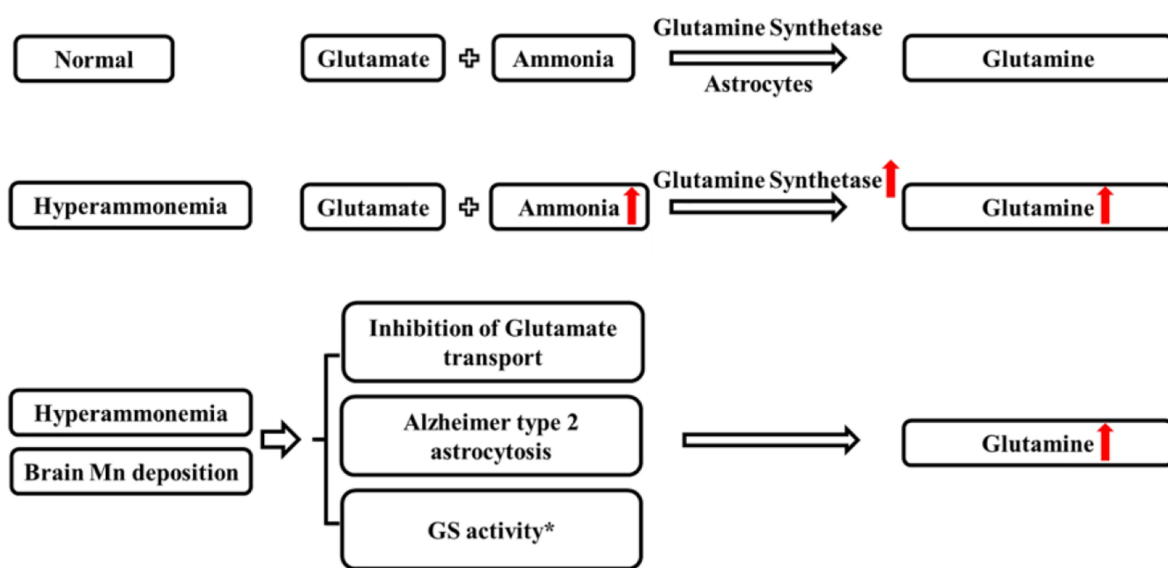 Normal
Glutamate
Ammonia
Glutamine Synthetase
Astrocytes
Glutamine
Hyperammonemia
Glutamate
Ammonia
Glutamine Synthetase
Glutamine
Hyperammonemia
Brain Mn deposition
Inhibition of Glutamate
transport
Alzheimer type 2
astrocytosis
GS activity*
Glutamine